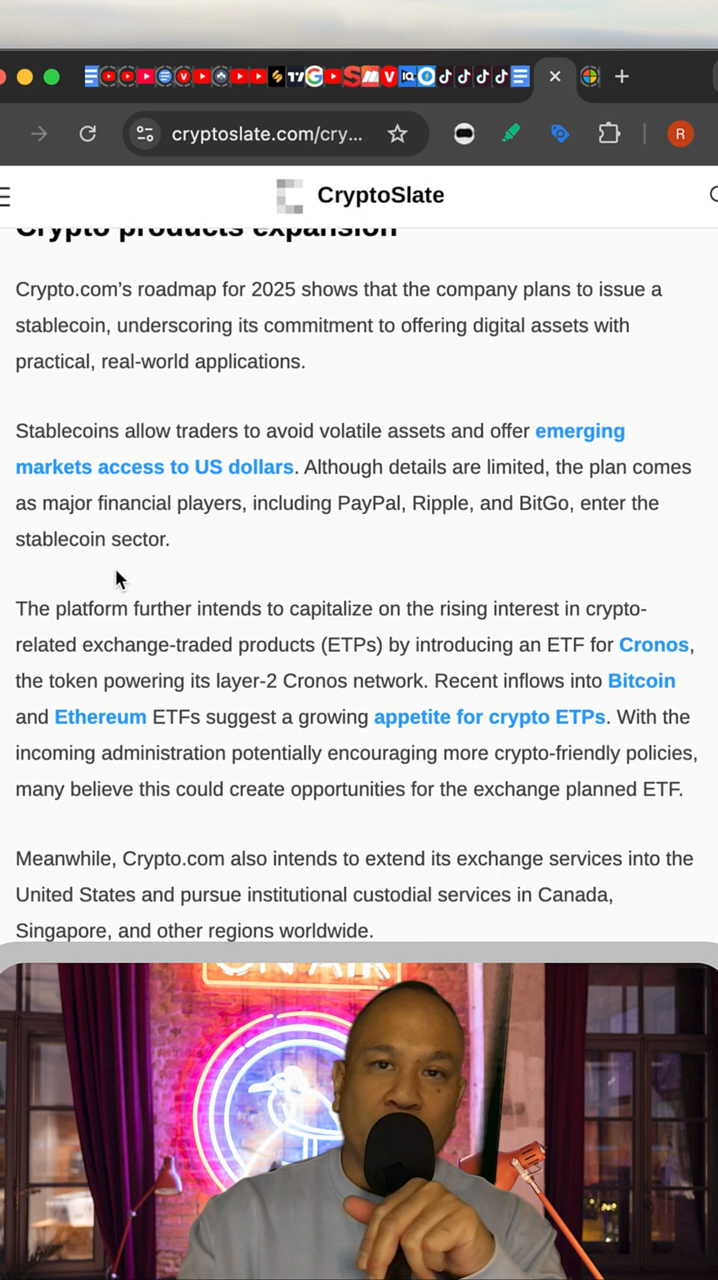 cryptoslate.com/cry...
R
CryptoSlate
Crypto products expansion
Crypto.com's roadmap for 2025 shows that the company plans to issue a
stablecoin, underscoring its commitment to offering digital assets with
practical, real-world applications.
Stablecoins allow traders to avoid volatile assets and offer emerging
markets access to US dollars. Although details are limited, the plan comes
as major financial players, including PayPal, Ripple, and BitGo, enter the
stablecoin sector.
The platform further intends to capitalize on the rising interest in crypto-
related exchange-traded products (ETPs) by introducing an ETF for Cronos,
the token powering its layer-2 Cronos network. Recent inflows into Bitcoin
and Ethereum ETFs suggest a growing appetite for crypto ETPs. With the
incoming administration potentially encouraging more crypto-friendly policies,
many believe this could create opportunities for the exchange planned ETF.
Meanwhile, Crypto.com also intends to extend its exchange services into the
United States and pursue institutional custodial services in Canada,
Singapore, and other regions worldwide.
ON AIR